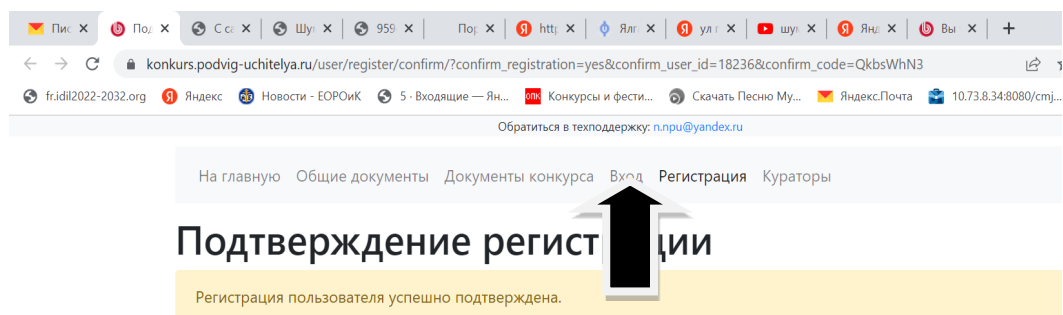 Пис Под С са Шу 959 Пор http Ялг ул г шум Янд Вы
konkurs.podvig-uchitelya.ru/user/register/confirm/?confirm_registration=yes&confirm_user_id=18236&confirm_code=QkbsWhN3
fr.idil2022-2032.org Яндекс Новости - ЕОРОиК 5 · Входящие — Ян... опк Конкурсы и фести... Скачать Песню Му... Яндекс.Почта 10.73.8.34:8080/cmj...
Обратиться в техподдержку: n.npu@yandex.ru
На главную Общие документы Документы конкурса Вход Регистрация Кураторы
Подтверждение регистрации
Регистрация пользователя успешно подтверждена.